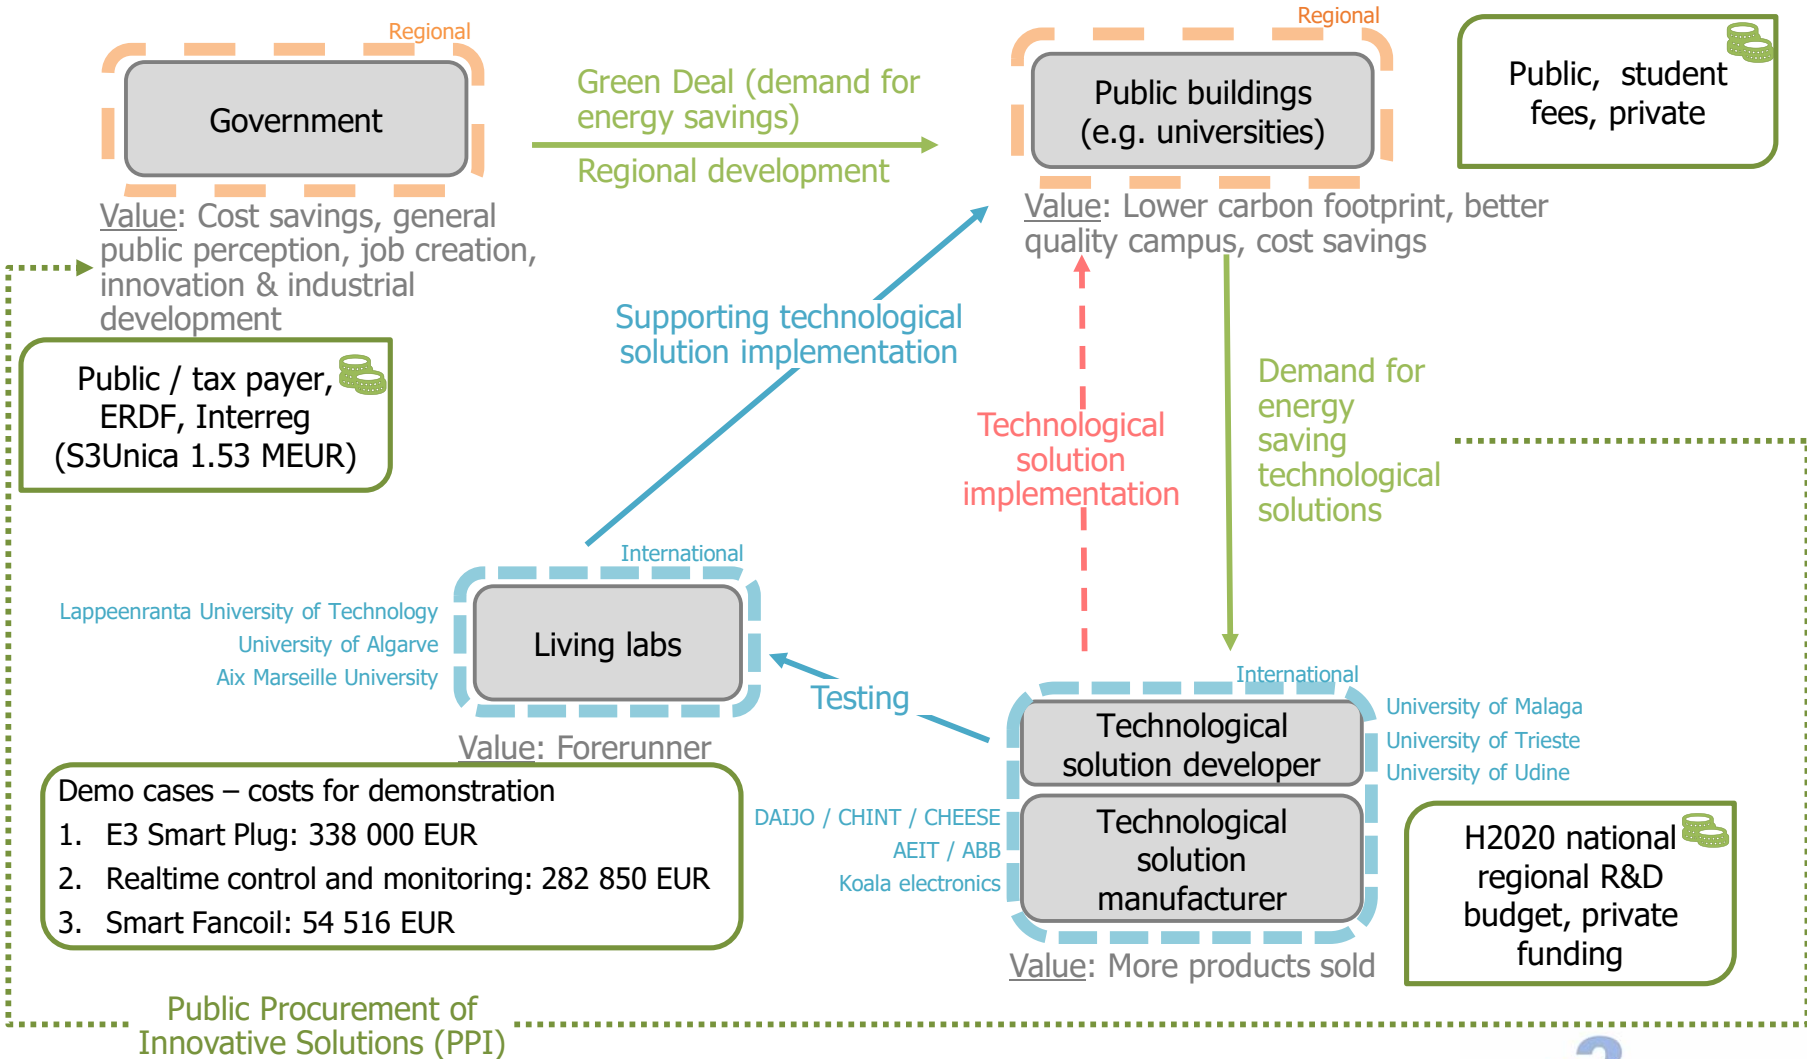 Regional
Government
Value: Cost savings, general
public perception, job creation,
innovation & industrial
development
Public / tax payer,
ERDF, Interreg
(S3Unica 1.53 MEUR)
Green Deal (demand for
energy savings)
Regional development
Regional
Public buildings
(e.g. universities)
Value: Lower carbon footprint, better
quality campus, cost savings
Public, student
fees, private
Supporting technological
solution implementation
Technological
solution
implementation
Demand for
energy
saving
technological
solutions
International
Living labs
Lappeenranta University of Technology
University of Algarve
Aix Marseille University
Value: Forerunner
Testing
International
Technological
solution developer
Technological
solution
manufacturer
University of Malaga
University of Trieste
University of Udine
DAIJO / CHINT / CHEESE
AEIT / ABB
Koala electronics
Value: More products sold
H2020 national
regional R&D
budget, private
funding
Demo cases – costs for demonstration
1. E3 Smart Plug: 338 000 EUR
2. Realtime control and monitoring: 282 850 EUR
3. Smart Fancoil: 54 516 EUR
Public Procurement of
Innovative Solutions (PPI)